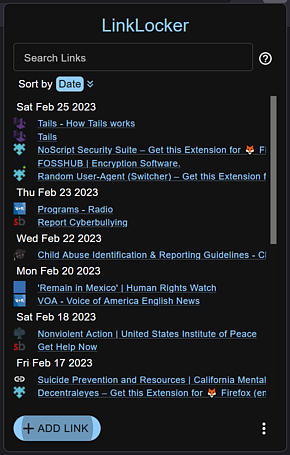 LinkLocker
Search Links
Sort by Date
Sat Feb 25 2023
Tails - How Tails works
Tails
NoScript Security Suite – Get this Extension for 🦊 Fi
FOSSHUB | Encryption Software.
Random User-Agent (Switcher) – Get this Extension f
Thu Feb 23 2023
Programs - Radio
Report Cyberbullying
Wed Feb 22 2023
Child Abuse Identification & Reporting Guidelines - Cl
Mon Feb 20 2023
'Remain in Mexico' | Human Rights Watch
VOA - Voice of America English News
Sat Feb 18 2023
Nonviolent Action | United States Institute of Peace
Get Help Now
Fri Feb 17 2023
Suicide Prevention and Resources | California Mental
Decentraleyes – Get this Extension for 🦊 Firefox (en
ADD LINK